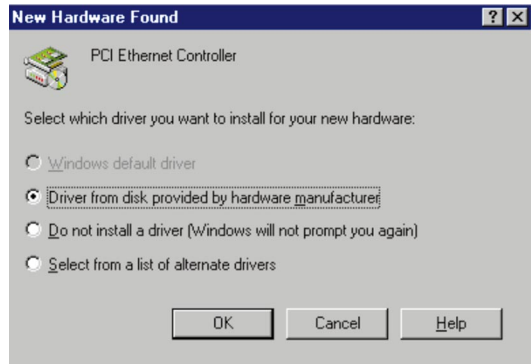 New Hardware Found
PCI Ethernet Controller
Select which driver you want to install for your new hardware:
Windows default driver
Driver from disk provided by hardware manufacturer
Do not install a driver (Windows will not prompt you again)
Select from a list of alternate drivers
OK Cancel Help